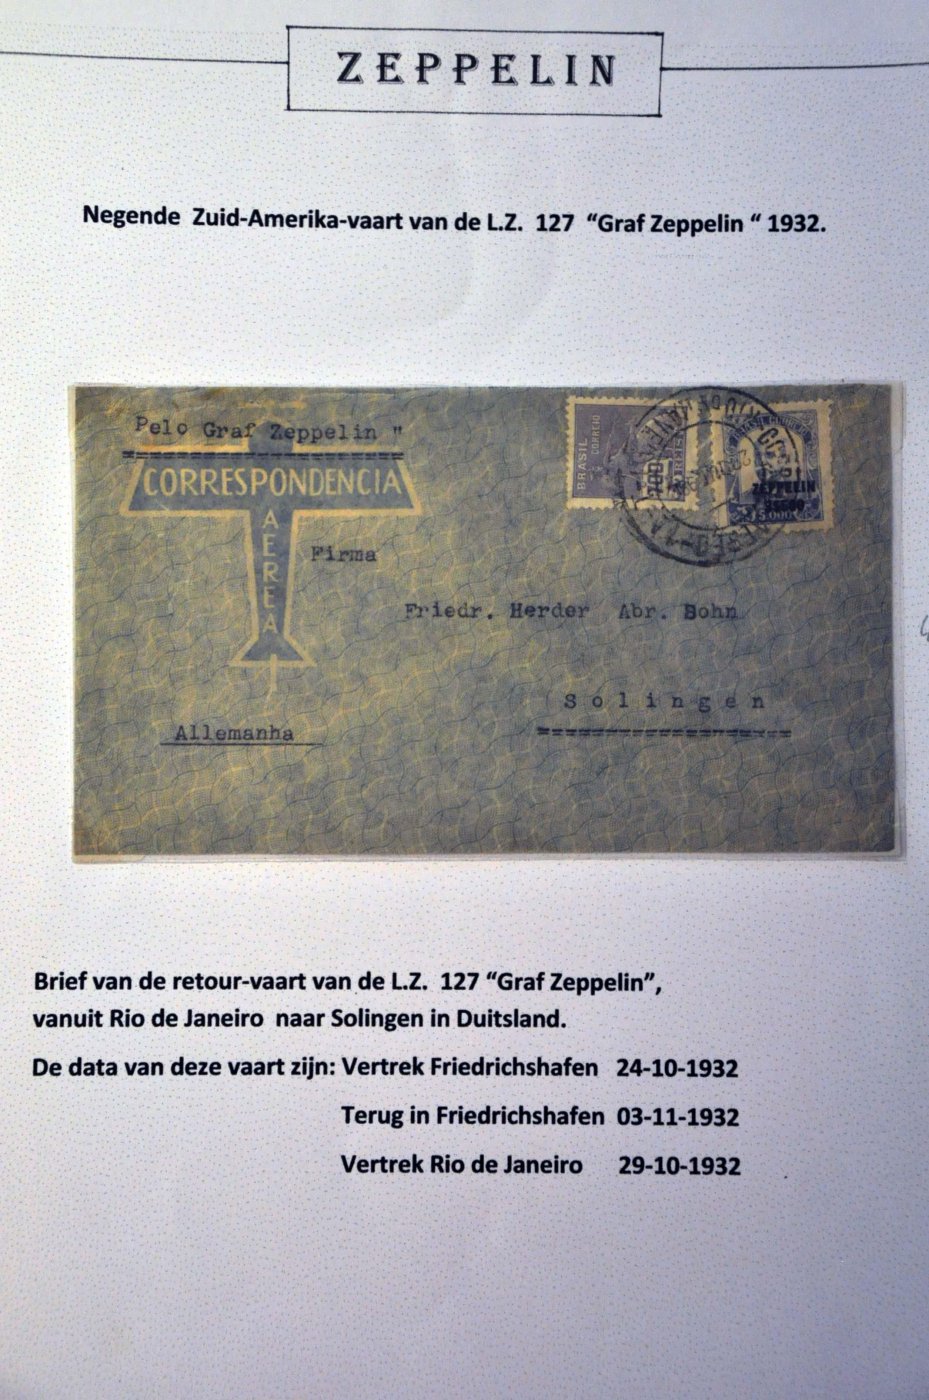 ZEPPELIN
Negende Zuid-Amerika-vaart van de L.Z. 127 “Graf Zeppelin “ 1932.
Pelo Graf Zeppelin "
CORRESPONDENCIA
AEREA
BRASIL CORREIO
ZEPPELIN
5.000
Firma
Friedr. Herder Abr. Bohn
Solingen
Allemanha
Brief van de retour-vaart van de L.Z. 127 “Graf Zeppelin”,
vanuit Rio de Janeiro naar Solingen in Duitsland.
De data van deze vaart zijn: Vertrek Friedrichshafen 24-10-1932
Terug in Friedrichshafen 03-11-1932
Vertrek Rio de Janeiro 29-10-1932